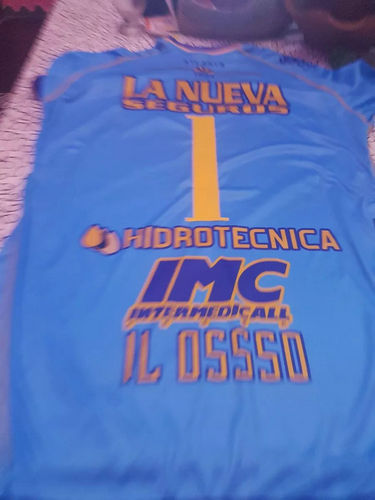 LA NUEVA
SEGUROS
1
HIDROTECNICA
IMC
INTERMEDICALL
IL OSSSO